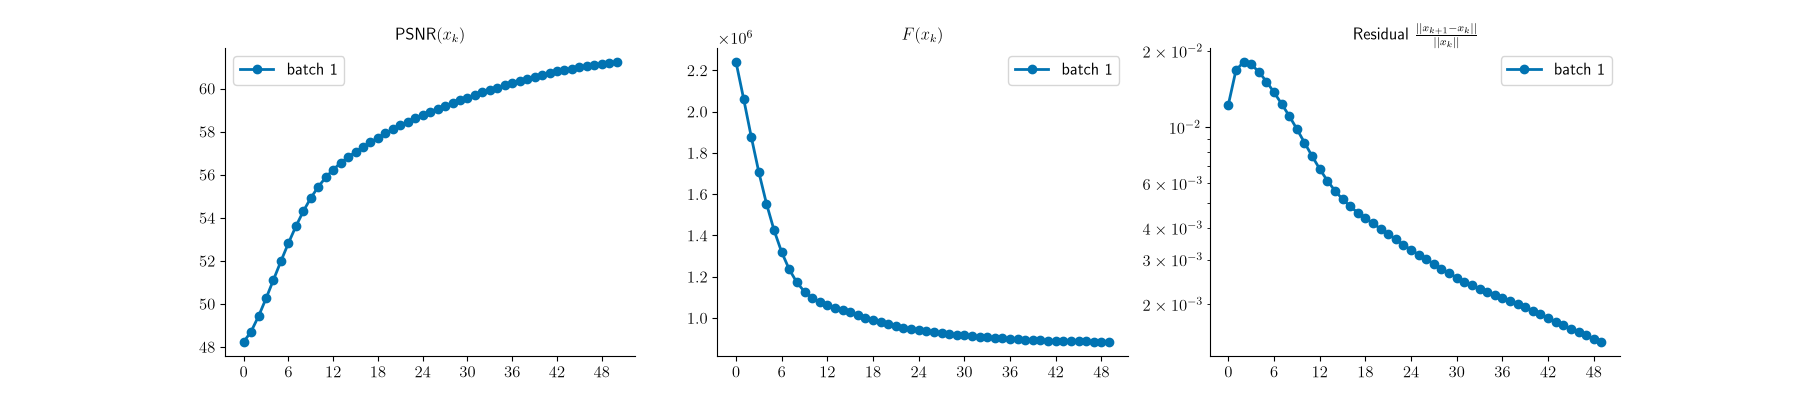 PSNR(x_k)
batch 1
60
58
56
54
52
50
48
0 6 12 18 24 30 36 42 48
F(x_k)
×10^6
batch 1
2.2
2.0
1.8
1.6
1.4
1.2
1.0
0 6 12 18 24 30 36 42 48
Residual ||x_{k+1}−x_k|| / ||x_k||
batch 1
2 × 10^{−2}
10^{−2}
6 × 10^{−3}
4 × 10^{−3}
3 × 10^{−3}
2 × 10^{−3}
0 6 12 18 24 30 36 42 48